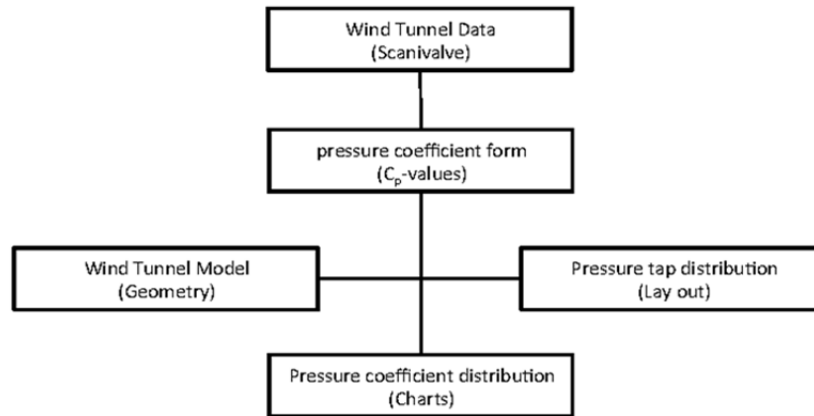 Wind Tunnel Data
(Scanivalve)
pressure coefficient form
(Cₚ-values)
Wind Tunnel Model
(Geometry)
Pressure tap distribution
(Lay out)
Pressure coefficient distribution
(Charts)